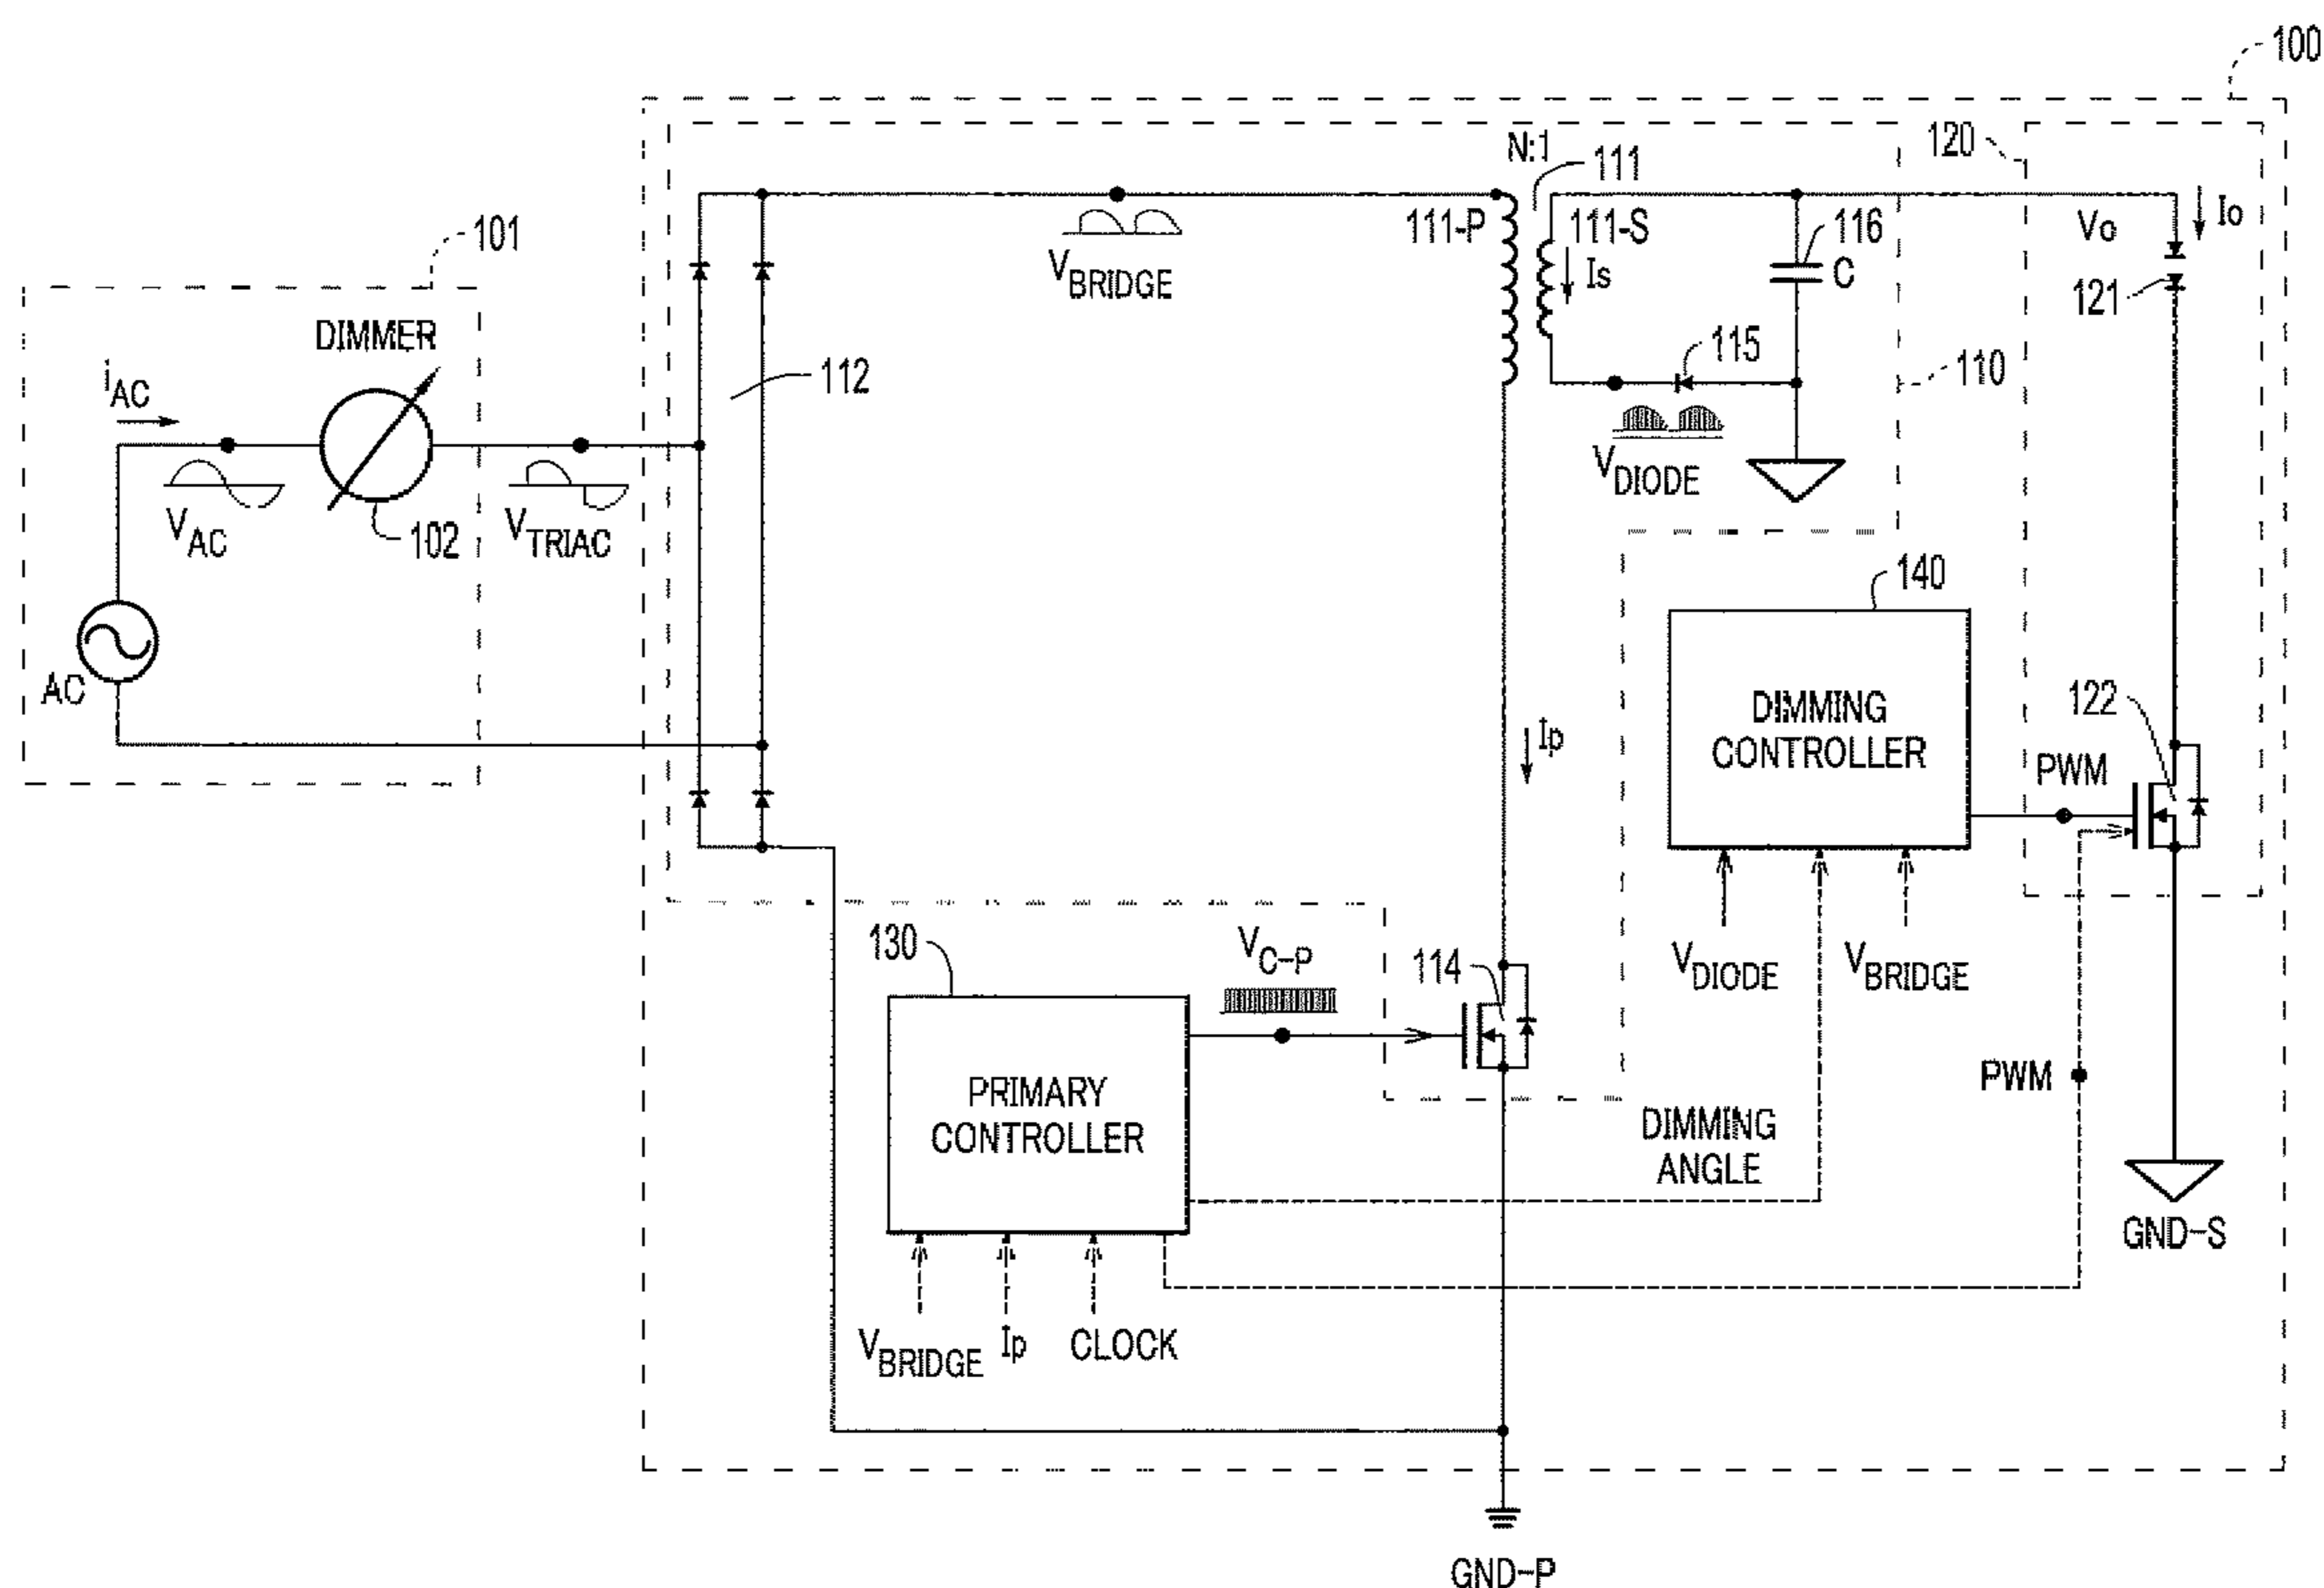 100
N:1
111
120
101
111-P
111-S
116
Vo
Io
VBRIDGE
Is
C
121
DIMMER
112
115
110
iAC
VAC
102
VTRIAC
VDIODE
140
AC
DIMMING
CONTROLLER
122
Ip
PWM
130
VC-P
114
VDIODE
VBRIDGE
PRIMARY
CONTROLLER
DIMMING
ANGLE
PWM
GND-S
VBRIDGE
Ip
CLOCK
GND-P